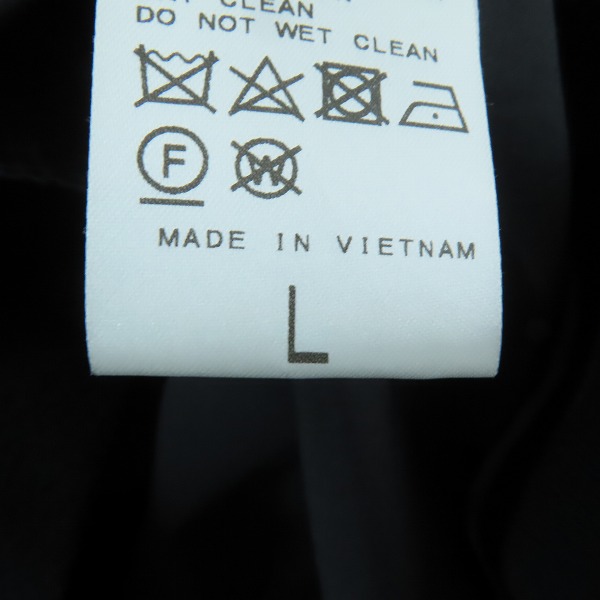 CLEAN
DO NOT WET CLEAN
F
W
MADE IN VIETNAM
L